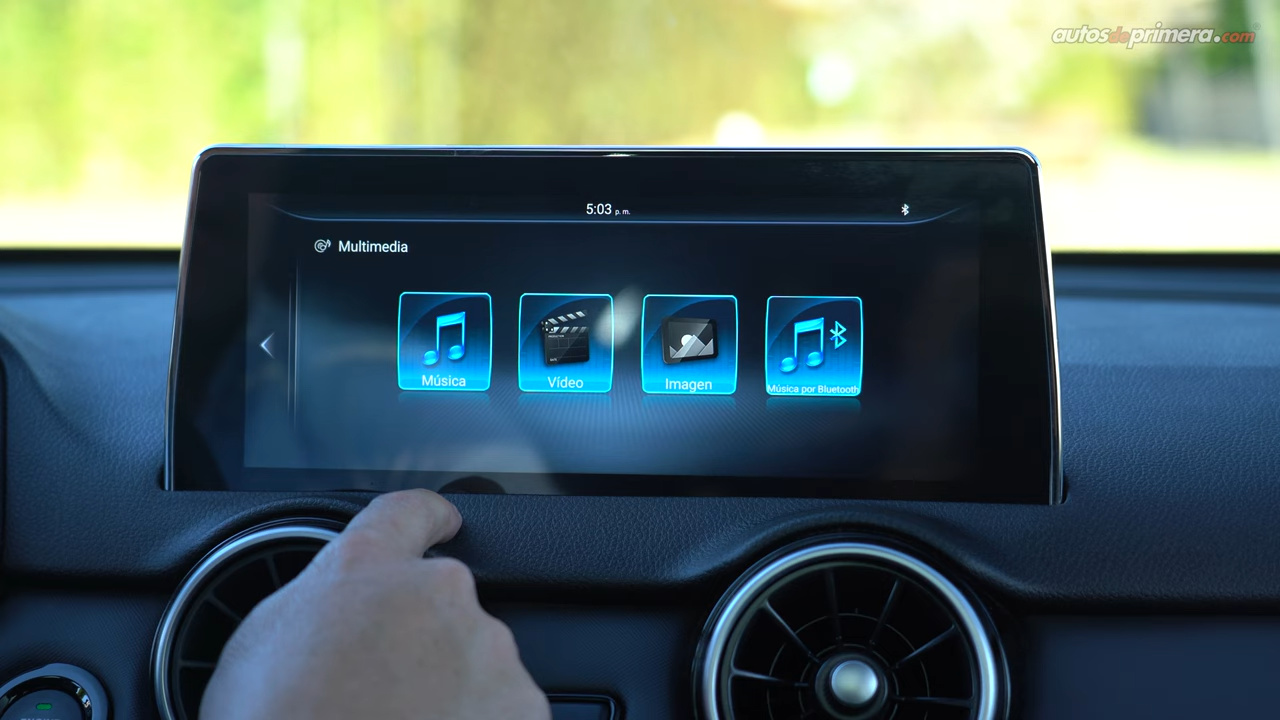 autosdeprimera.com
5:03 p. m.
Multimedia
Música
Vídeo
Imagen
Música por Bluetooth